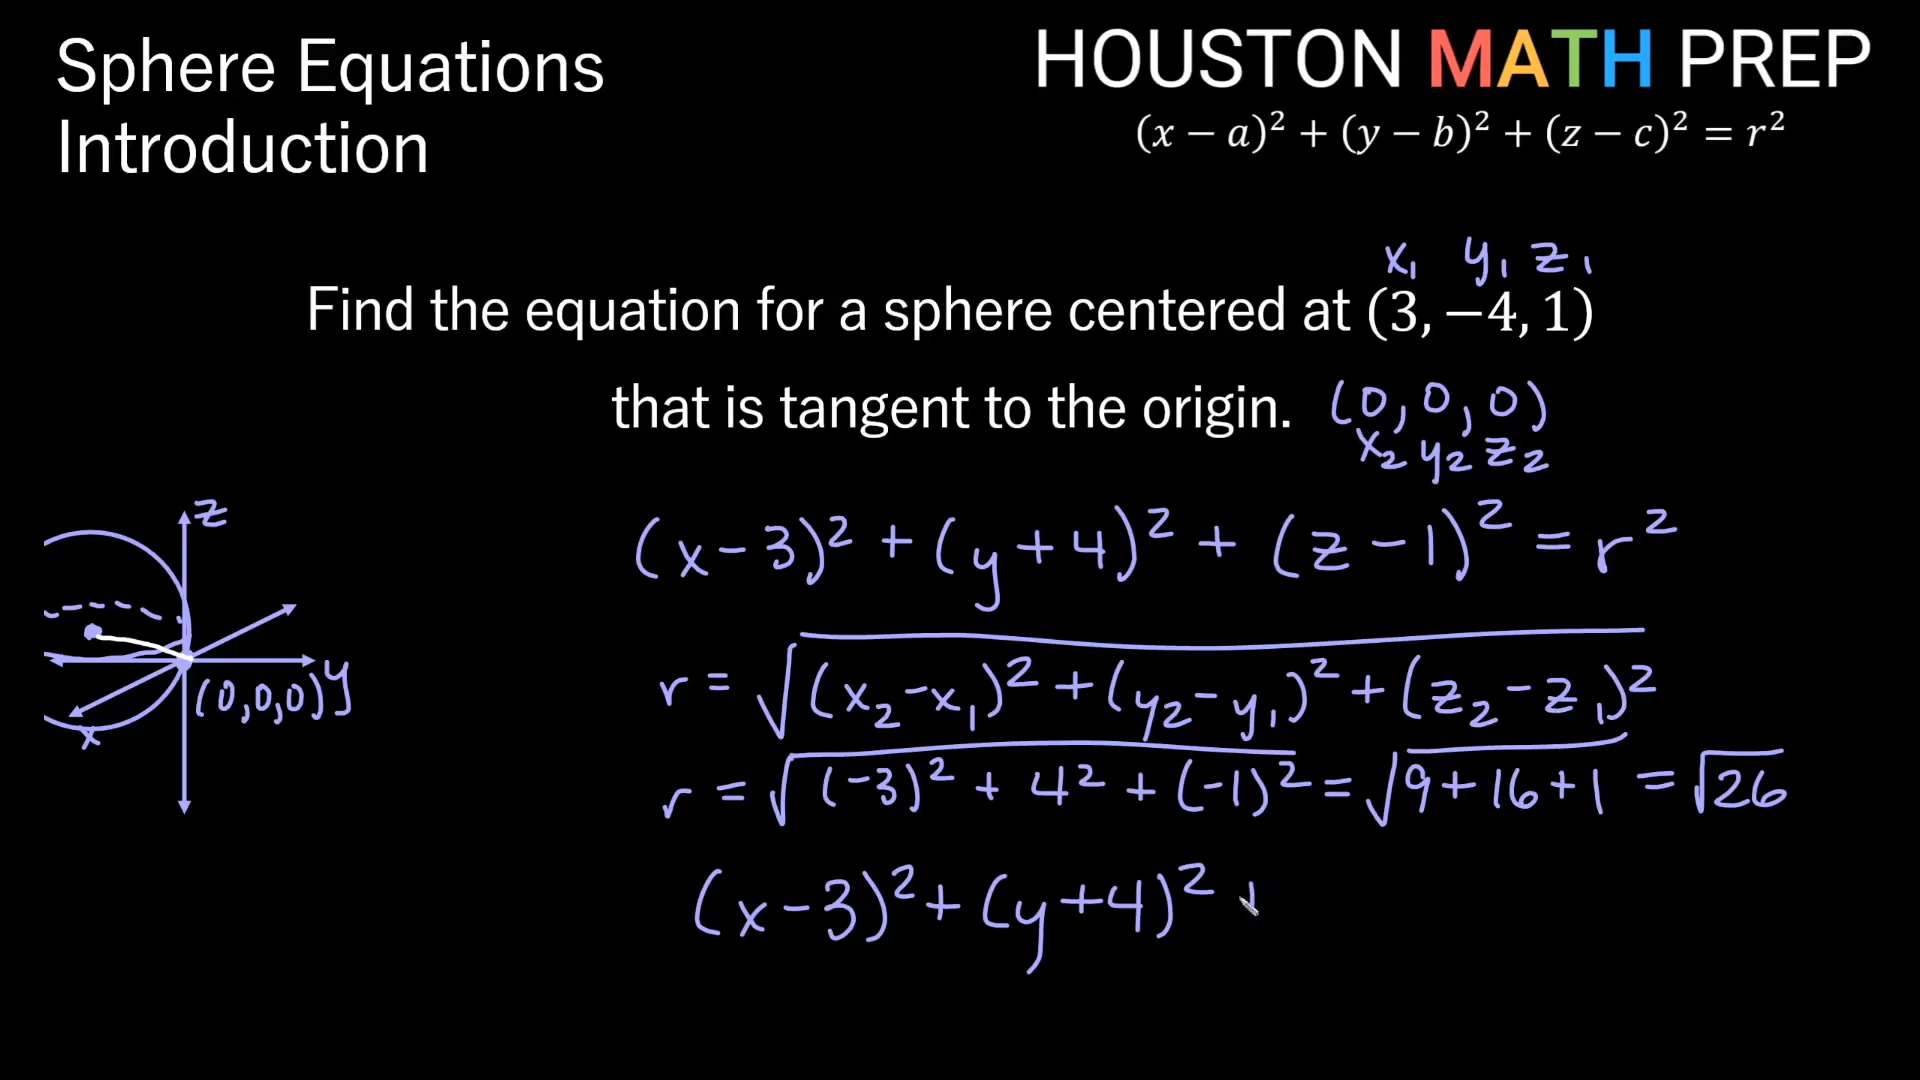 Sphere Equations
Introduction
HOUSTON MATH PREP
(x − a)² + (y − b)² + (z − c)² = r²
x₁ y₁ z₁
Find the equation for a sphere centered at (3, −4, 1)
that is tangent to the origin. (0, 0, 0)
x₂ y₂ z₂
(x − 3)² + (y + 4)² + (z − 1)² = r²
z
y
(0,0,0)
x
r = √((x₂ − x₁)² + (y₂ − y₁)² + (z₂ − z₁)²)
r = √((−3)² + 4² + (−1)²) = √(9 + 16 + 1) = √26
(x − 3)² + (y + 4)²